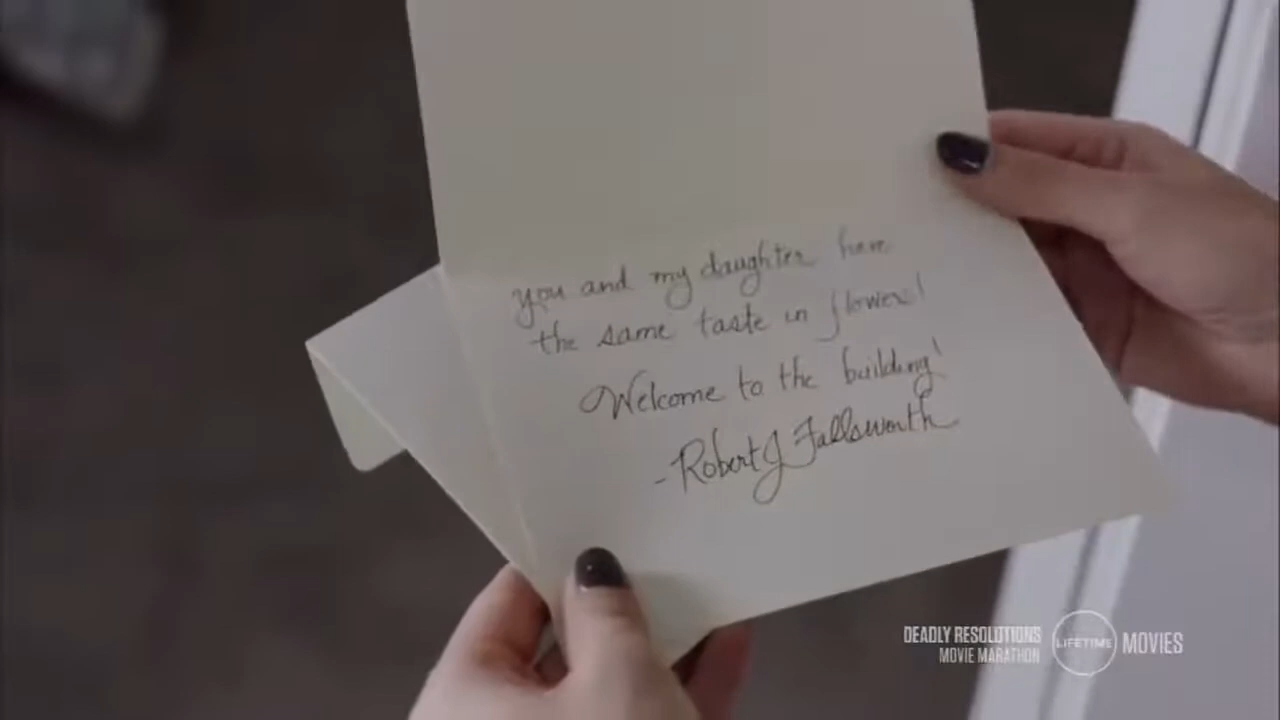 you and my daughter have
the same taste in flowers!
Welcome to the building!
-Robert J Fallsworth
DEADLY RESOLUTIONS
MOVIE MARATHON
LIFETIME
MOVIES